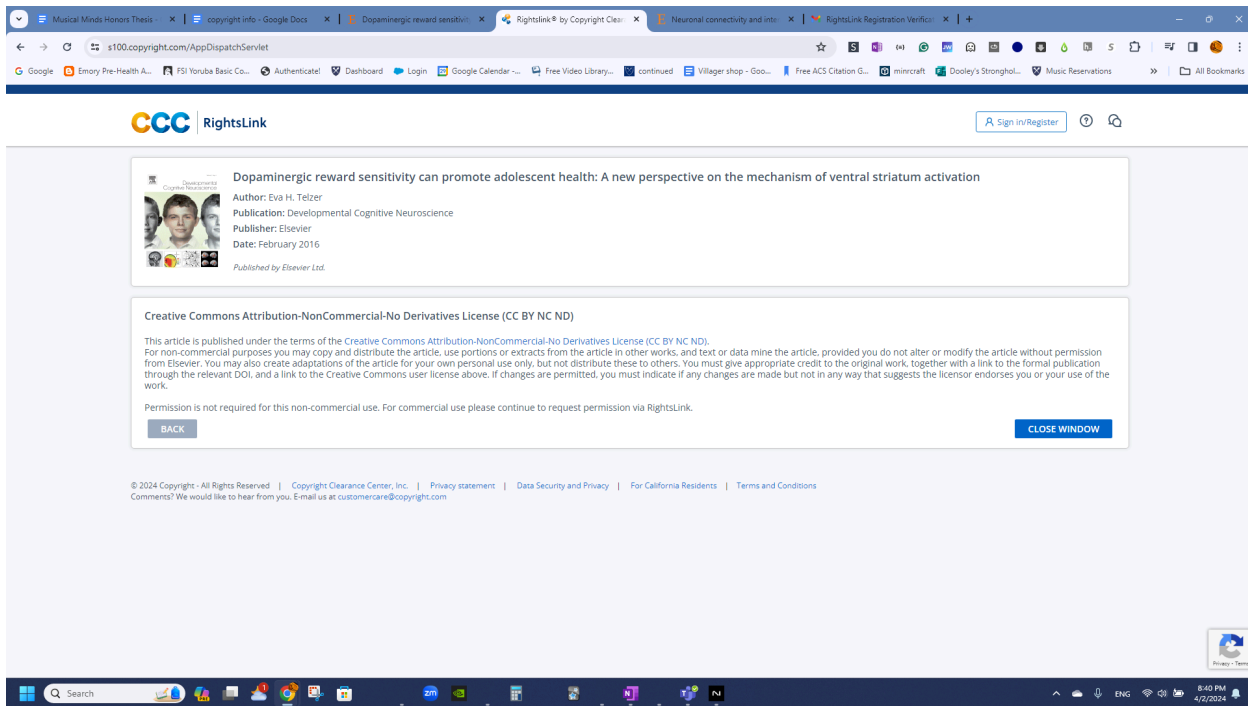 Musical Minds Honors Thesis -
copyright info - Google Docs
Dopaminergic reward sensitivit
Rightslink® by Copyright Clear
Neuronal connectivity and inte
RightsLink Registration Verificat
s100.copyright.com/AppDispatchServlet
Google
Emory Pre-Health A...
FSI Yoruba Basic Co...
Authenticate!
Dashboard
Login
Google Calendar -...
Free Video Library,...
continued
Villager shop - Goo...
Free ACS Citation G...
minrcraft
Dooley's Stronghol...
Music Reservations
»
All Bookmarks
CCC RightsLink
Sign in/Register
Developmental
Cognitive Neuroscience
Dopaminergic reward sensitivity can promote adolescent health: A new perspective on the mechanism of ventral striatum activation
Author: Eva H. Telzer
Publication: Developmental Cognitive Neuroscience
Publisher: Elsevier
Date: February 2016
Published by Elsevier Ltd.
Creative Commons Attribution-NonCommercial-No Derivatives License (CC BY NC ND)
This article is published under the terms of the Creative Commons Attribution-NonCommercial-No Derivatives License (CC BY NC ND).
For non-commercial purposes you may copy and distribute the article, use portions or extracts from the article in other works, and text or data mine the article, provided you do not alter or modify the article without permission
from Elsevier. You may also create adaptations of the article for your own personal use only, but not distribute these to others. You must give appropriate credit to the original work, together with a link to the formal publication
through the relevant DOI, and a link to the Creative Commons user license above. If changes are permitted, you must indicate if any changes are made but not in any way that suggests the licensor endorses you or your use of the
work.
Permission is not required for this non-commercial use. For commercial use please continue to request permission via RightsLink.
BACK
CLOSE WINDOW
© 2024 Copyright - All Rights Reserved | Copyright Clearance Center, Inc. | Privacy statement | Data Security and Privacy | For California Residents | Terms and Conditions
Comments? We would like to hear from you. E-mail us at customercare@copyright.com
Privacy - Terms
Search
zm
ENG
8:40 PM
4/2/2024